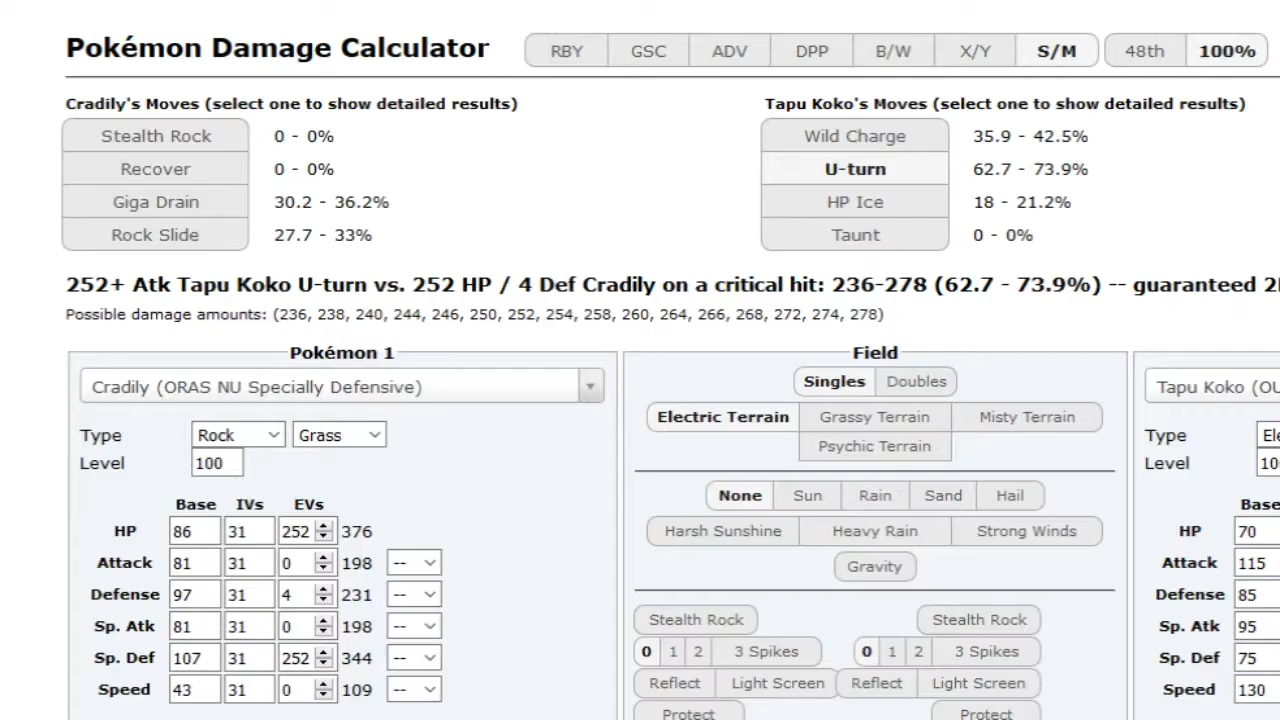 Pokémon Damage Calculator RBY GSC ADV DPP B/W X/Y S/M 48th 100%
Cradily's Moves (select one to show detailed results) Tapu Koko's Moves (select one to show detailed results)
Stealth Rock 0 - 0% Wild Charge 35.9 - 42.5%
Recover 0 - 0% U-turn 62.7 - 73.9%
Giga Drain 30.2 - 36.2% HP Ice 18 - 21.2%
Rock Slide 27.7 - 33% Taunt 0 - 0%
252+ Atk Tapu Koko U-turn vs. 252 HP / 4 Def Cradily on a critical hit: 236-278 (62.7 - 73.9%) -- guaranteed 2
Possible damage amounts: (236, 238, 240, 244, 246, 250, 252, 254, 258, 260, 264, 266, 268, 272, 274, 278)
Pokémon 1 Field
Cradily (ORAS NU Specially Defensive) Singles Doubles Tapu Koko (OU
Electric Terrain Grassy Terrain Misty Terrain
Type Rock Grass Psychic Terrain Type Ele
Level 100 Level 10
None Sun Rain Sand Hail
Base IVs EVs Base
HP 86 31 252 376 Harsh Sunshine Heavy Rain Strong Winds HP 70
Attack 81 31 0 198 -- Gravity Attack 115
Defense 97 31 4 231 -- Defense 85
Sp. Atk 81 31 0 198 -- Stealth Rock Stealth Rock Sp. Atk 95
Sp. Def 107 31 252 344 -- 0 1 2 3 Spikes 0 1 2 3 Spikes Sp. Def 75
Speed 43 31 0 109 -- Reflect Light Screen Reflect Light Screen Speed 130
Protect Protect